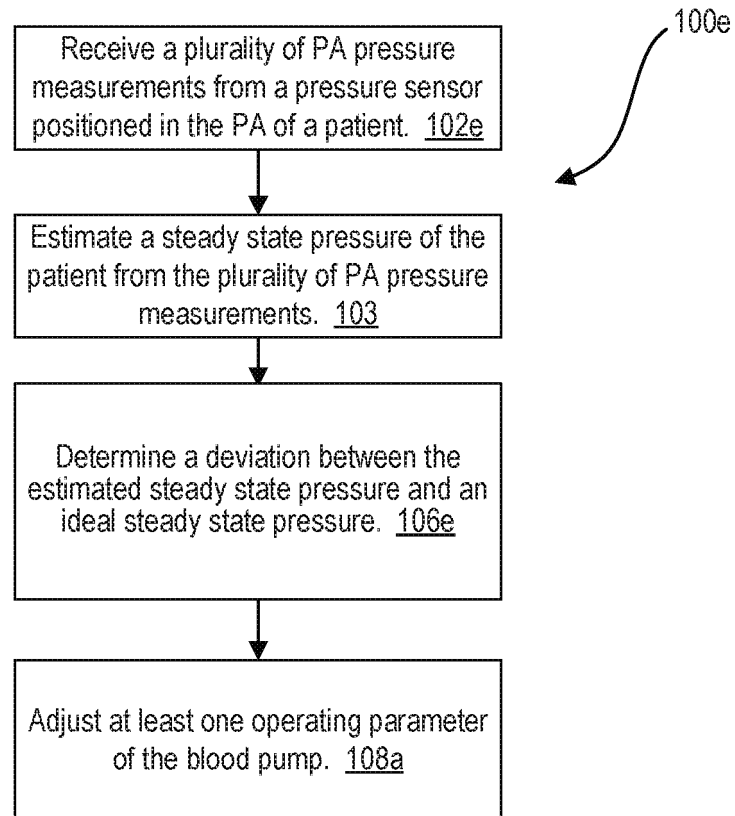 100e
Receive a plurality of PA pressure
measurements from a pressure sensor
positioned in the PA of a patient. 102e
Estimate a steady state pressure of the
patient from the plurality of PA pressure
measurements. 103
Determine a deviation between the
estimated steady state pressure and an
ideal steady state pressure. 106e
Adjust at least one operating parameter
of the blood pump. 108a